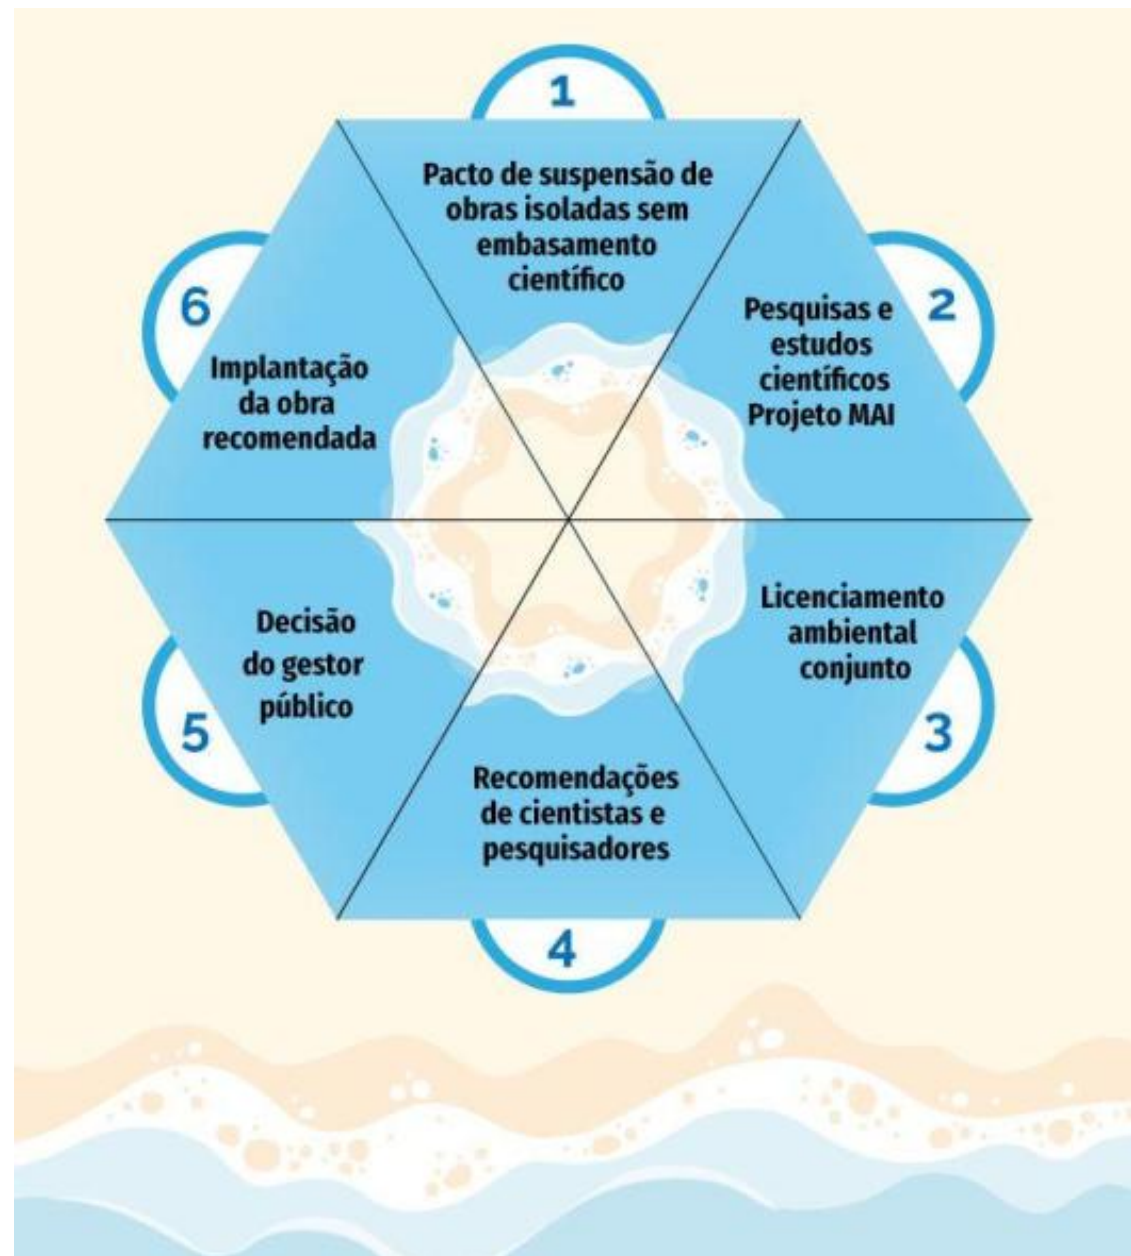 1
Pacto de suspensão de
obras isoladas sem
embasamento
científico
2
Pesquisas e
estudos
científicos
Projeto MAI
3
Licenciamento
ambiental
conjunto
4
Recomendações
de cientistas e
pesquisadores
5
Decisão
do gestor
público
6
Implantação
da obra
recomendada